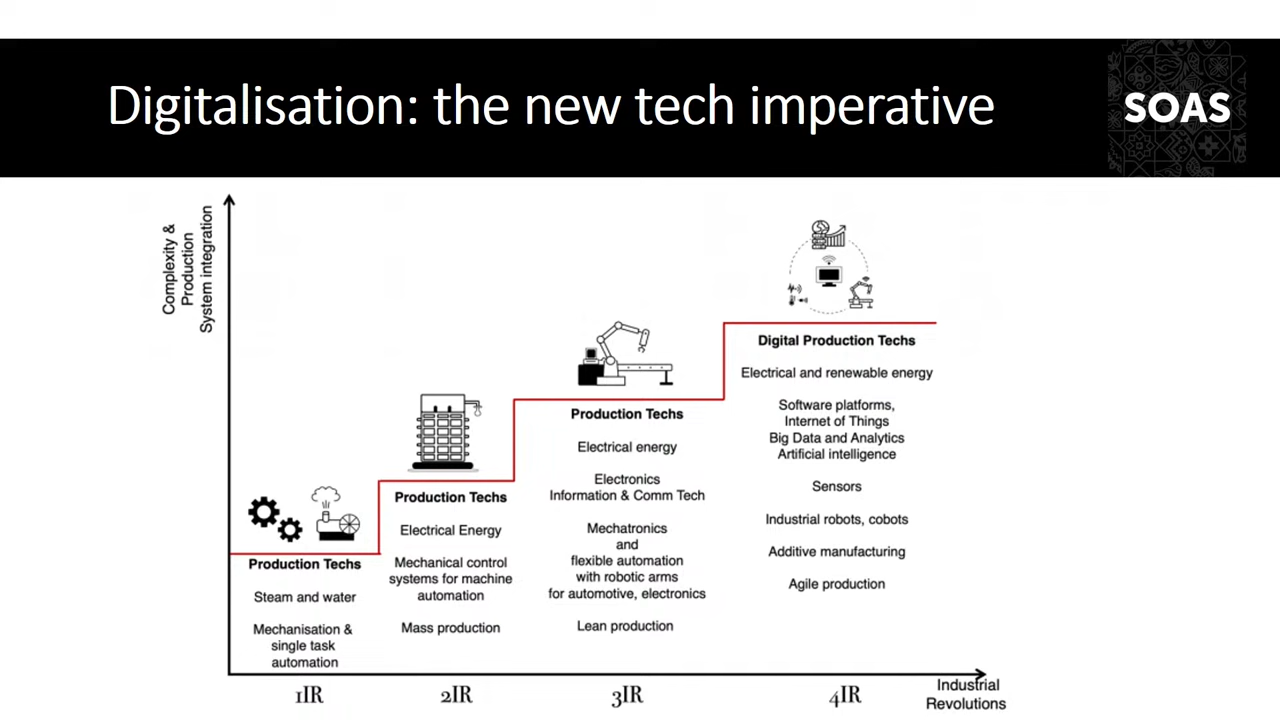 Digitalisation: the new tech imperative
SOAS
Complexity &
Production
System integration
Production Techs
Steam and water
Mechanisation &
single task
automation
Production Techs
Electrical Energy
Mechanical control
systems for machine
automation
Mass production
Production Techs
Electrical energy
Electronics
Information & Comm Tech
Mechatronics
and
flexible automation
with robotic arms
for automotive, electronics
Lean production
Digital Production Techs
Electrical and renewable energy
Software platforms,
Internet of Things
Big Data and Analytics
Artificial intelligence
Sensors
Industrial robots, cobots
Additive manufacturing
Agile production
1IR
2IR
3IR
4IR
Industrial
Revolutions